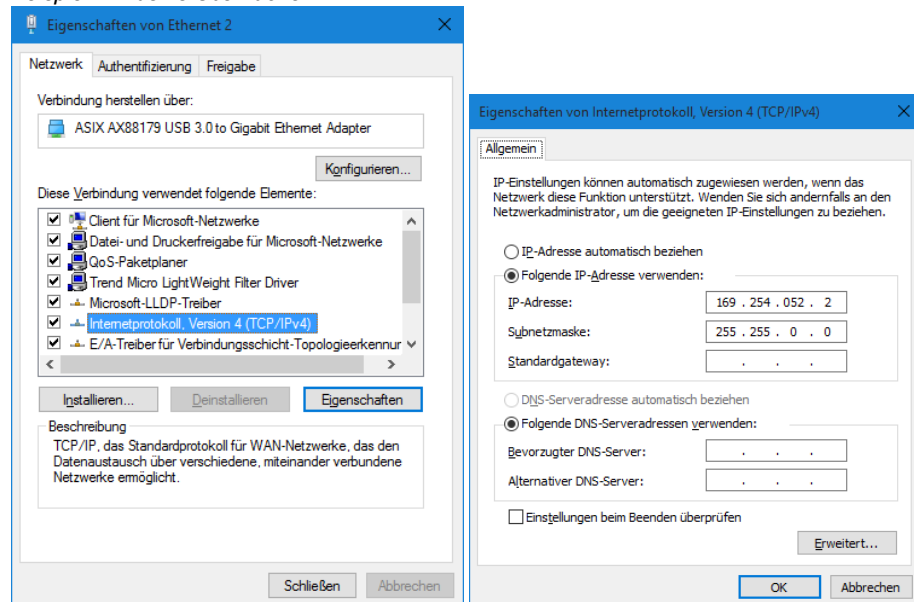 Eigenschaften von Ethernet 2
Netzwerk Authentifizierung Freigabe
Verbindung herstellen über:
ASIX AX88179 USB 3.0 to Gigabit Ethernet Adapter
Konfigurieren...
Diese Verbindung verwendet folgende Elemente:
Client für Microsoft-Netzwerke
Datei- und Druckerfreigabe für Microsoft-Netzwerke
QoS-Paketplaner
Trend Micro LightWeight Filter Driver
Microsoft-LLDP-Treiber
Internetprotokoll, Version 4 (TCP/IPv4)
E/A-Treiber für Verbindungsschicht-Topologieerkennur
Installieren... Deinstallieren Eigenschaften
Beschreibung
TCP/IP, das Standardprotokoll für WAN-Netzwerke, das den
Datenaustausch über verschiedene, miteinander verbundene
Netzwerke ermöglicht.
Schließen Abbrechen
Eigenschaften von Internetprotokoll, Version 4 (TCP/IPv4)
Allgemein
IP-Einstellungen können automatisch zugewiesen werden, wenn das
Netzwerk diese Funktion unterstützt. Wenden Sie sich andernfalls an den
Netzwerkadministrator, um die geeigneten IP-Einstellungen zu beziehen.
IP-Adresse automatisch beziehen
Folgende IP-Adresse verwenden:
IP-Adresse: 169 . 254 . 052 . 2
Subnetzmaske: 255 . 255 . 0 . 0
Standardgateway: . . .
DNS-Serveradresse automatisch beziehen
Folgende DNS-Serveradressen verwenden:
Bevorzugter DNS-Server: . . .
Alternativer DNS-Server: . . .
Einstellungen beim Beenden überprüfen
Erweitert...
OK Abbrechen